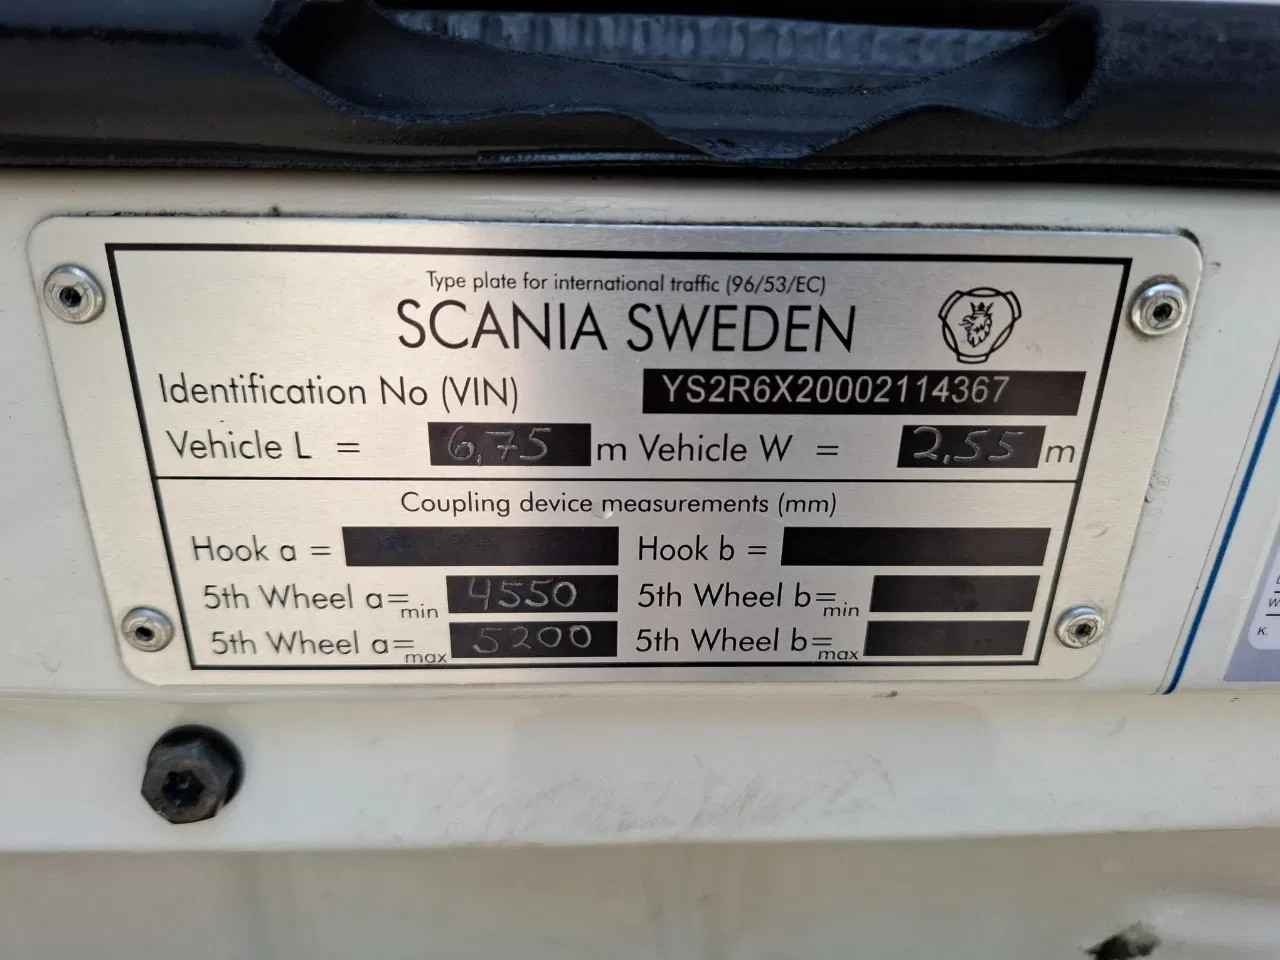 Type plate for international traffic (96/53/EC)
SCANIA SWEDEN
Identification No (VIN) YS2R6X20002114367
Vehicle L = 6,75 m Vehicle W = 2,55 m
Coupling device measurements (mm)
Hook a = Hook b =
5th Wheel a=min 4550 5th Wheel b=min
5th Wheel a=max 5200 5th Wheel b=max
K.